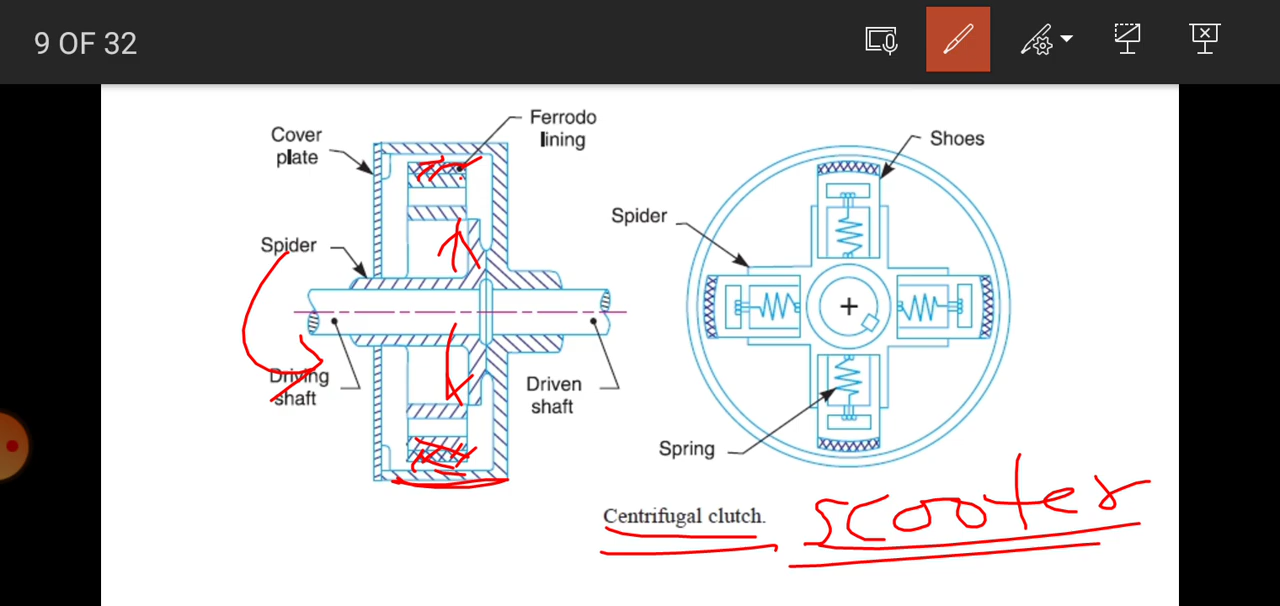 9 OF 32
Cover
plate
Ferrodo
lining
Shoes
Spider
Spider
Driving
shaft
Driven
shaft
Spring
Centrifugal clutch.
scooter